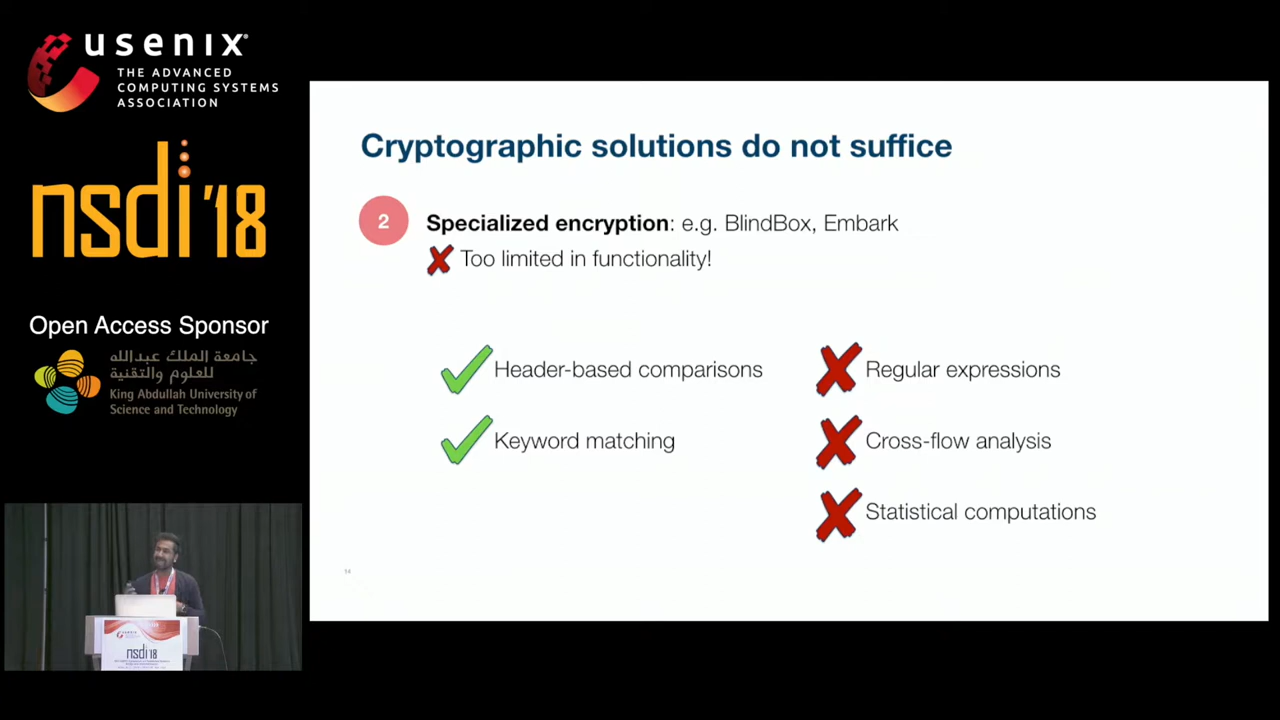 usenix
THE ADVANCED
COMPUTING SYSTEMS
ASSOCIATION
nsdi '18
Open Access Sponsor
جامعة الملك عبدالله
للعلوم والتقنية
King Abdullah University of
Science and Technology
Cryptographic solutions do not suffice
2
Specialized encryption: e.g. BlindBox, Embark
Too limited in functionality!
Header-based comparisons
Keyword matching
Regular expressions
Cross-flow analysis
Statistical computations
14
usenix
nsdi '18